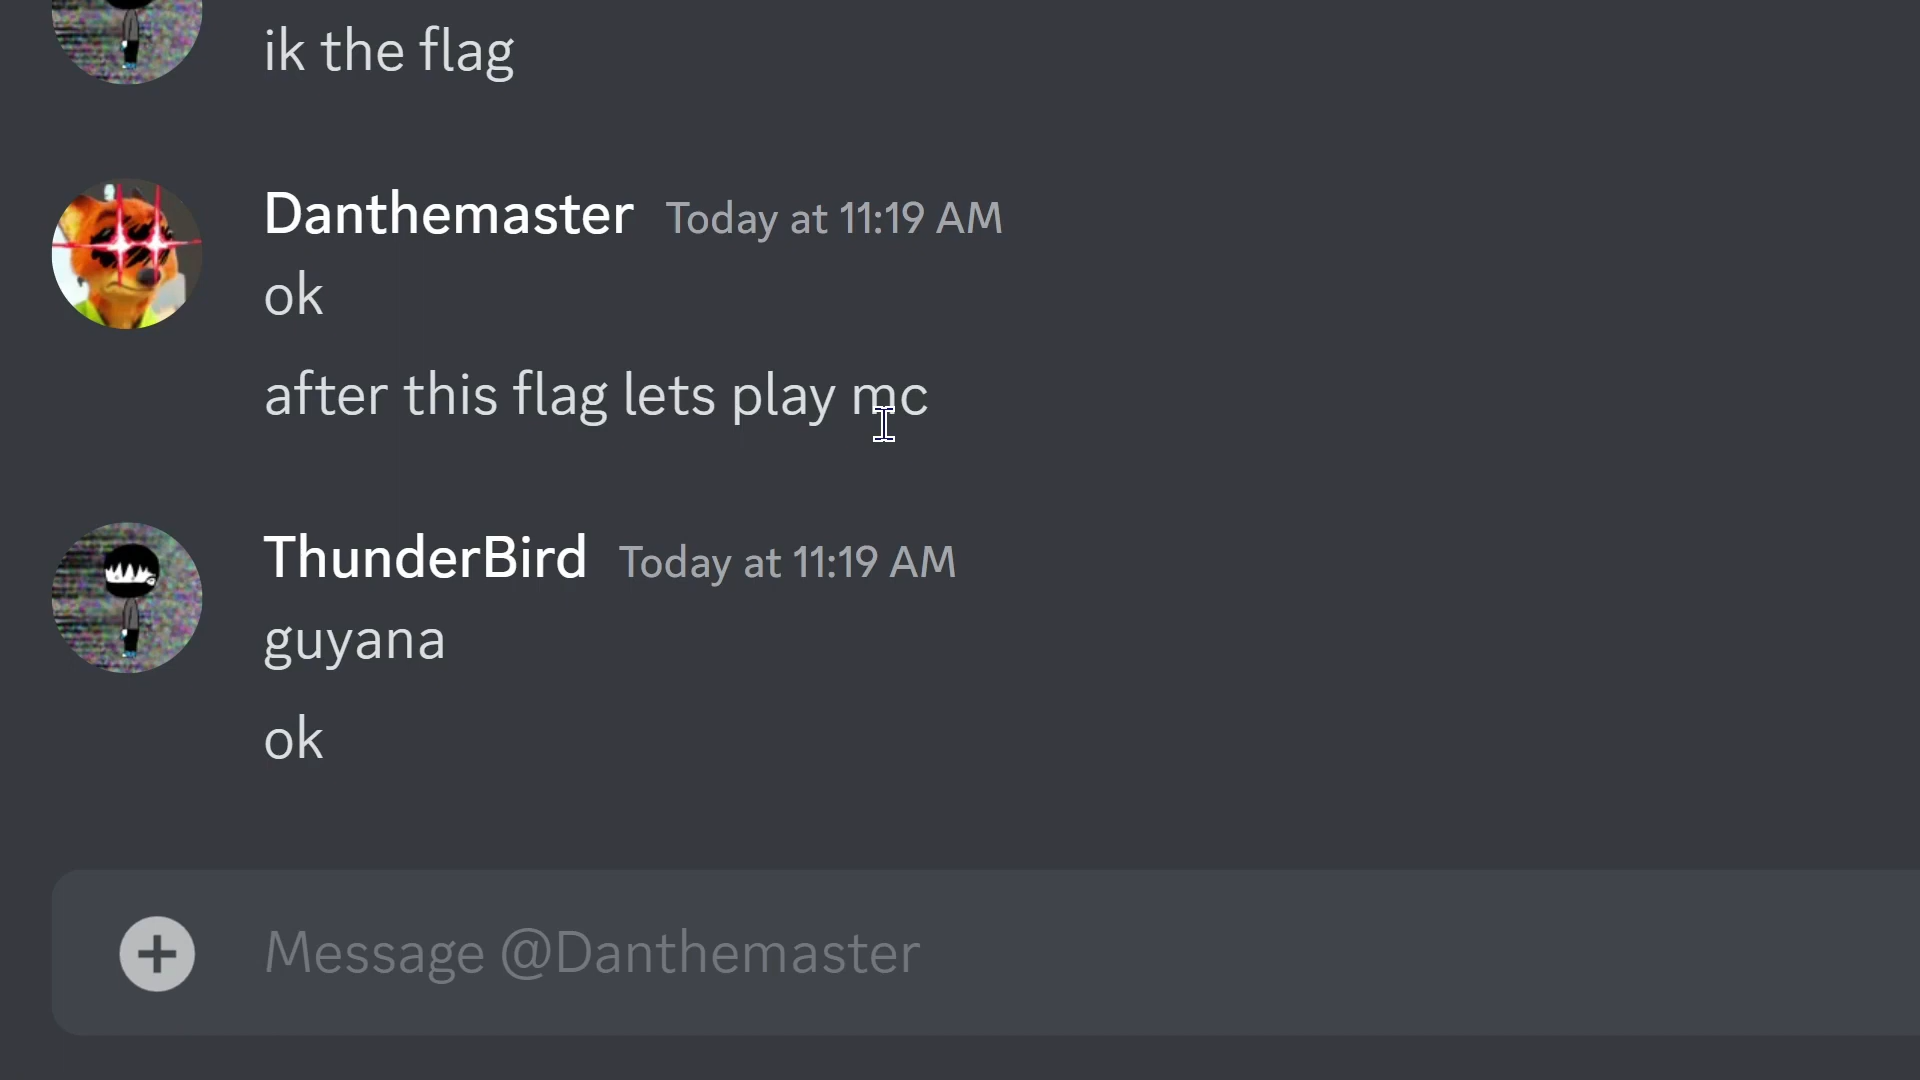 ik the flag
Danthemaster Today at 11:19 AM
ok
after this flag lets play mc
ThunderBird Today at 11:19 AM
guyana
ok
Message @Danthemaster